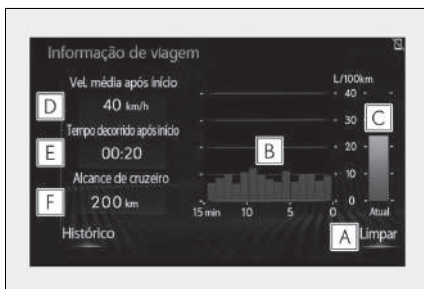 Informação de viagem
Vel. média após início
D
40 km/h
Tempo decorrido após início
E
00:20
Alcance de cruzeiro
F
200 km
Histórico
B
L/100km
40
30
C
20
10
0
15 min 10 5 0 Atual
A Limpar